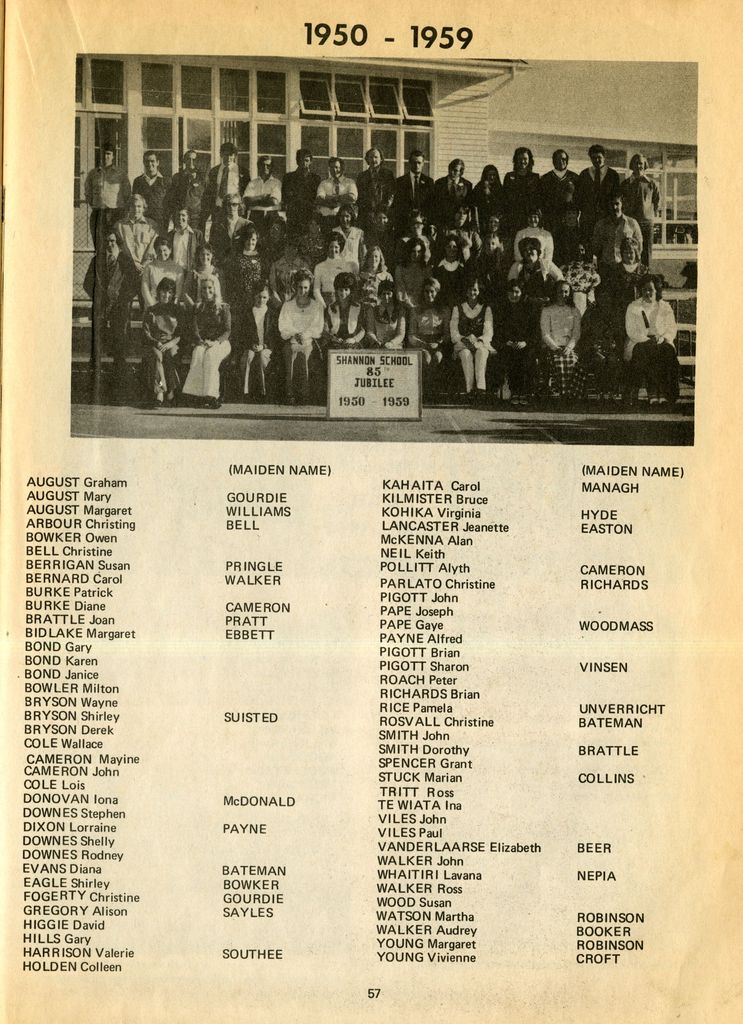 1950 - 1959
SHANNON SCHOOL
85TH
JUBILEE
1950 - 1959
(MAIDEN NAME)
AUGUST Graham
AUGUST Mary GOURDIE
AUGUST Margaret WILLIAMS
ARBOUR Christing BELL
BOWKER Owen
BELL Christine
BERRIGAN Susan PRINGLE
BERNARD Carol WALKER
BURKE Patrick
BURKE Diane CAMERON
BRATTLE Joan PRATT
BIDLAKE Margaret EBBETT
BOND Gary
BOND Karen
BOND Janice
BOWLER Milton
BRYSON Wayne
BRYSON Shirley SUISTED
BRYSON Derek
COLE Wallace
CAMERON Mayine
CAMERON John
COLE Lois
DONOVAN Iona McDONALD
DOWNES Stephen
DIXON Lorraine PAYNE
DOWNES Shelly
DOWNES Rodney
EVANS Diana BATEMAN
EAGLE Shirley BOWKER
FOGERTY Christine GOURDIE
GREGORY Alison SAYLES
HIGGIE David
HILLS Gary
HARRISON Valerie SOUTHEE
HOLDEN Colleen
(MAIDEN NAME)
KAHAITA Carol MANAGH
KILMISTER Bruce
KOHIKA Virginia HYDE
LANCASTER Jeanette EASTON
McKENNA Alan
NEIL Keith
POLLITT Alyth CAMERON
PARLATO Christine RICHARDS
PIGOTT John
PAPE Joseph
PAPE Gaye WOODMASS
PAYNE Alfred
PIGOTT Brian
PIGOTT Sharon VINSEN
ROACH Peter
RICHARDS Brian
RICE Pamela UNVERRICHT
ROSVALL Christine BATEMAN
SMITH John
SMITH Dorothy BRATTLE
SPENCER Grant
STUCK Marian COLLINS
TRITT Ross
TE WIATA Ina
VILES John
VILES Paul
VANDERLAARSE Elizabeth BEER
WALKER John
WHAITIRI Lavana NEPIA
WALKER Ross
WOOD Susan
WATSON Martha ROBINSON
WALKER Audrey BOOKER
YOUNG Margaret ROBINSON
YOUNG Vivienne CROFT
57